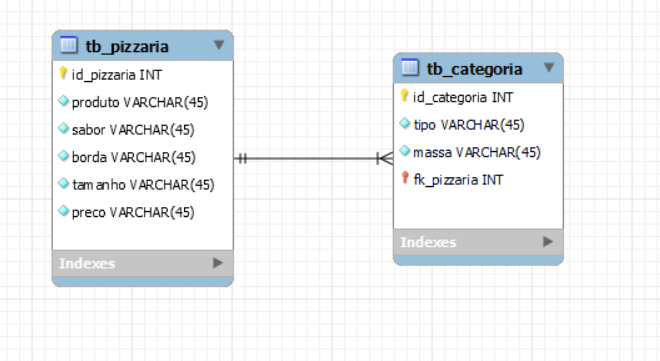 tb_pizzaria
id_pizzaria INT
produto VARCHAR(45)
sabor VARCHAR(45)
borda VARCHAR(45)
tamanho VARCHAR(45)
preco VARCHAR(45)
Indexes
tb_categoria
id_categoria INT
tipo VARCHAR(45)
massa VARCHAR(45)
fk_pizzaria INT
Indexes